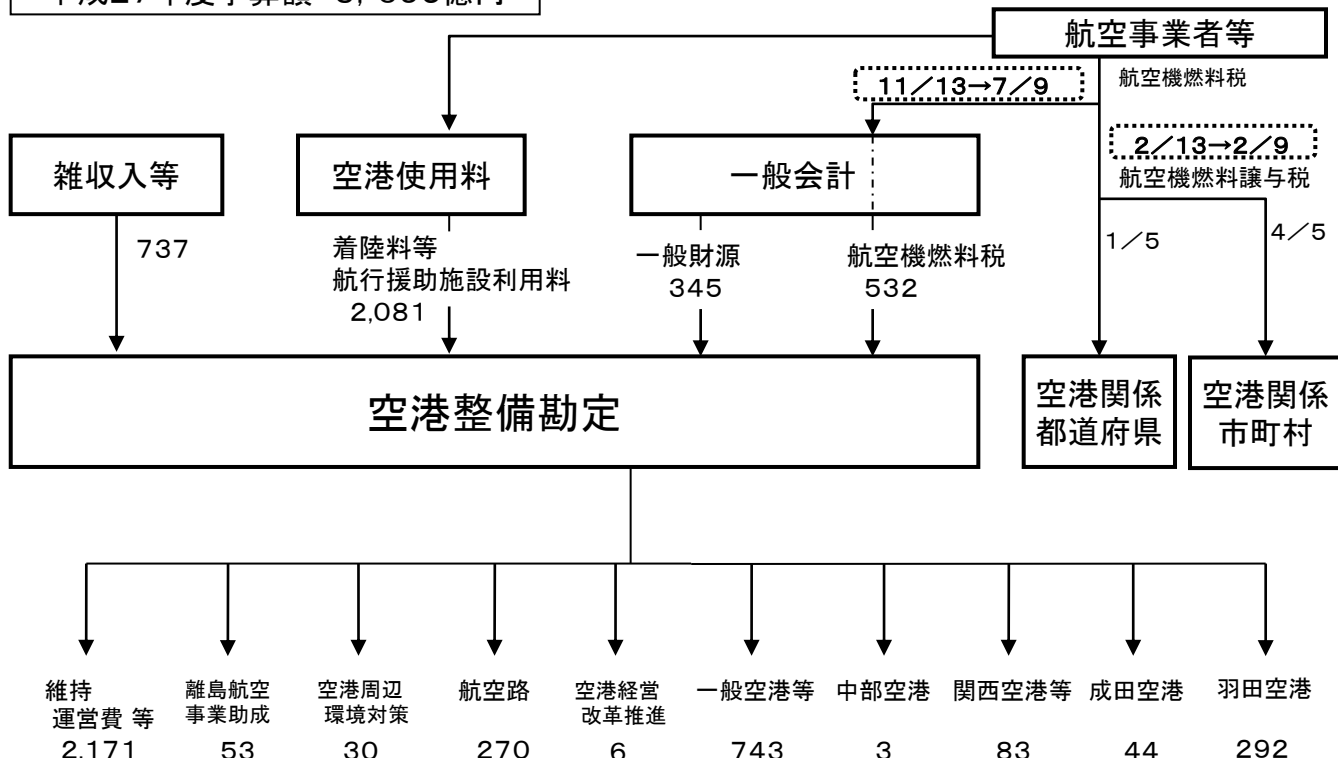 航空事業者等
11/13→7/9
航空機燃料税
2/13→2/9
航空機燃料譲与税
雑収入等
空港使用料
一般会計
737
着陸料等
航行援助施設利用料
2,081
一般財源
345
航空機燃料税
532
1/5
4/5
空港整備勘定
空港関係
都道府県
空港関係
市町村
維持
運営費 等
2,171
離島航空
事業助成
53
空港周辺
環境対策
30
航空路
270
空港経営
改革推進
6
一般空港等
743
中部空港
3
関西空港等
83
成田空港
44
羽田空港
292